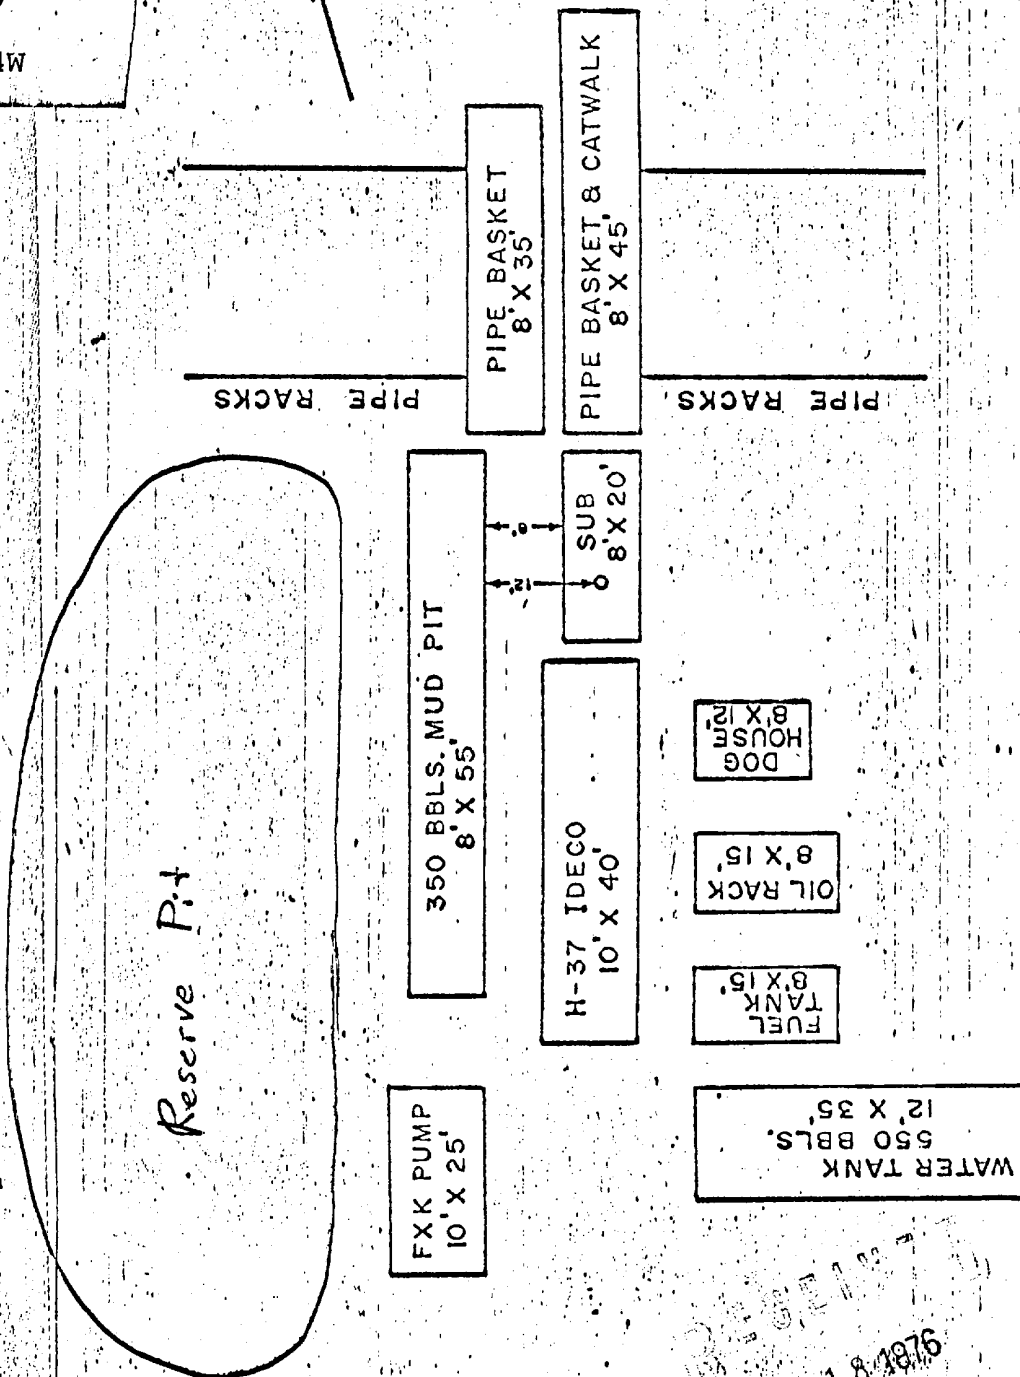 PIPE BASKET
8' X 35'
PIPE BASKET & CATWALK
8' X 45'
PIPE RACKS
PIPE RACKS
350 BBLS. MUD PIT
8' X 55'
8'
12'
SUB
8' X 20'
Reserve Pit
H-37 IDECO
10' X 40'
DOG
HOUSE
8' X 12'
OIL RACK
8' X 15'
FUEL
TANK
8' X 15'
FXK PUMP
10' X 25'
WATER TANK
550 BBLS.
12' X 35'